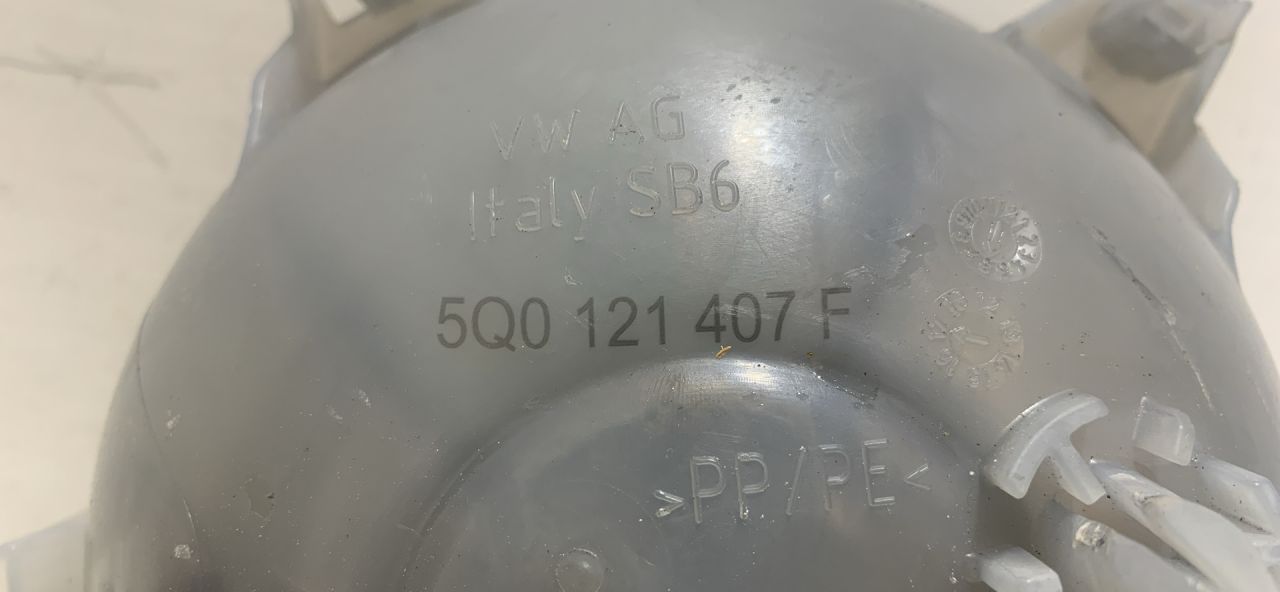 VW AG
Italy SB6
5Q0 121 407 F
>PP/PE<